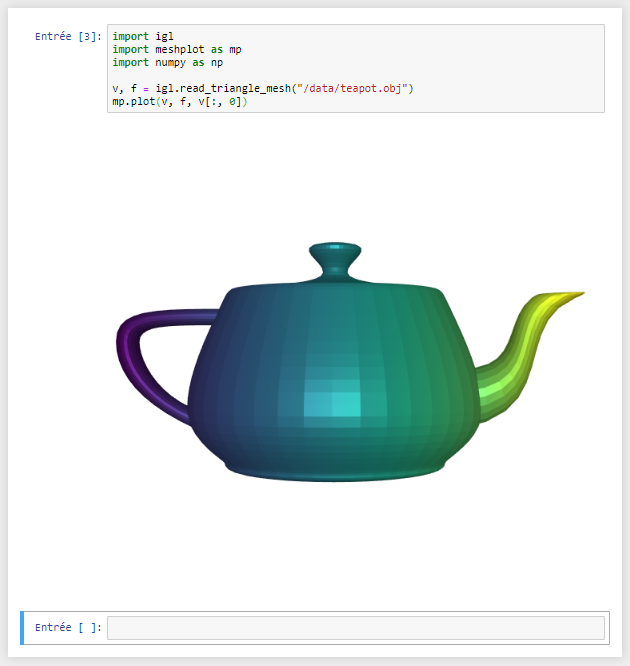 Entrée [3]: import igl
import meshplot as mp
import numpy as np
v, f = igl.read_triangle_mesh("/data/teapot.obj")
mp.plot(v, f, v[:, 0])
Entrée [ ]: